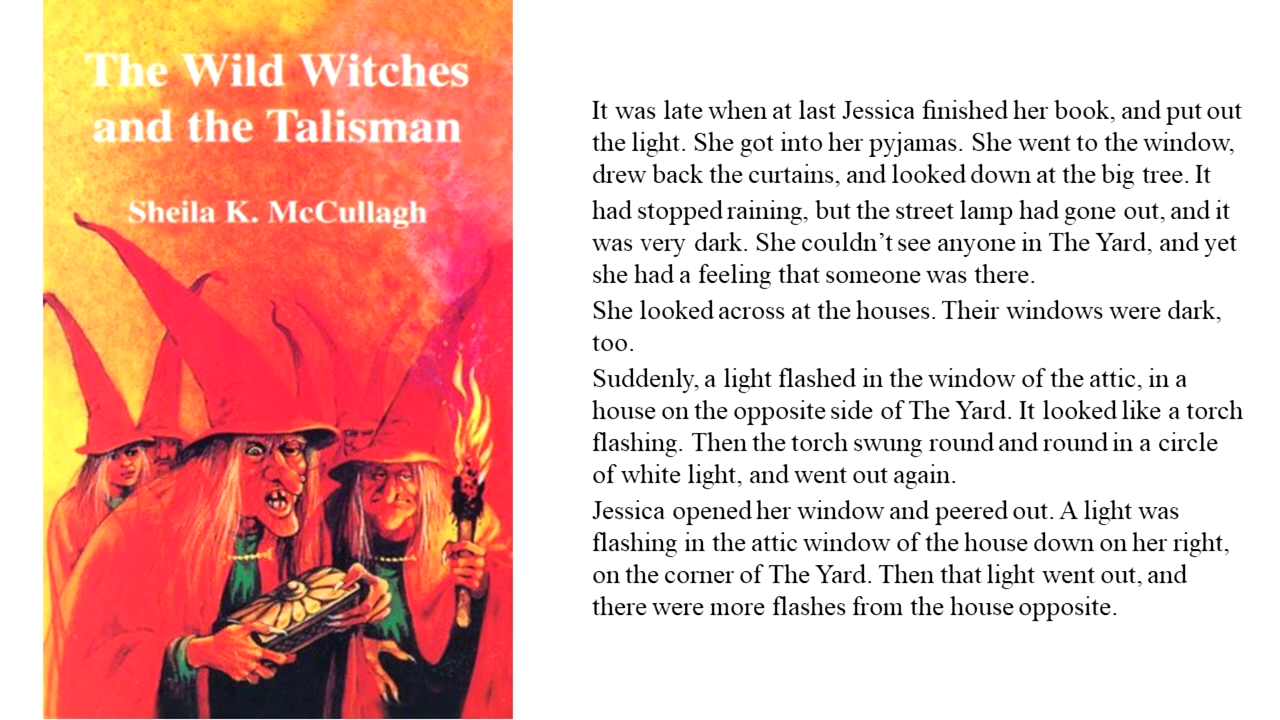 The Wild Witches
and the Talisman
Sheila K. McCullagh
It was late when at last Jessica finished her book, and put out
the light. She got into her pyjamas. She went to the window,
drew back the curtains, and looked down at the big tree. It
had stopped raining, but the street lamp had gone out, and it
was very dark. She couldn’t see anyone in The Yard, and yet
she had a feeling that someone was there.
She looked across at the houses. Their windows were dark,
too.
Suddenly, a light flashed in the window of the attic, in a
house on the opposite side of The Yard. It looked like a torch
flashing. Then the torch swung round and round in a circle
of white light, and went out again.
Jessica opened her window and peered out. A light was
flashing in the attic window of the house down on her right,
on the corner of The Yard. Then that light went out, and
there were more flashes from the house opposite.